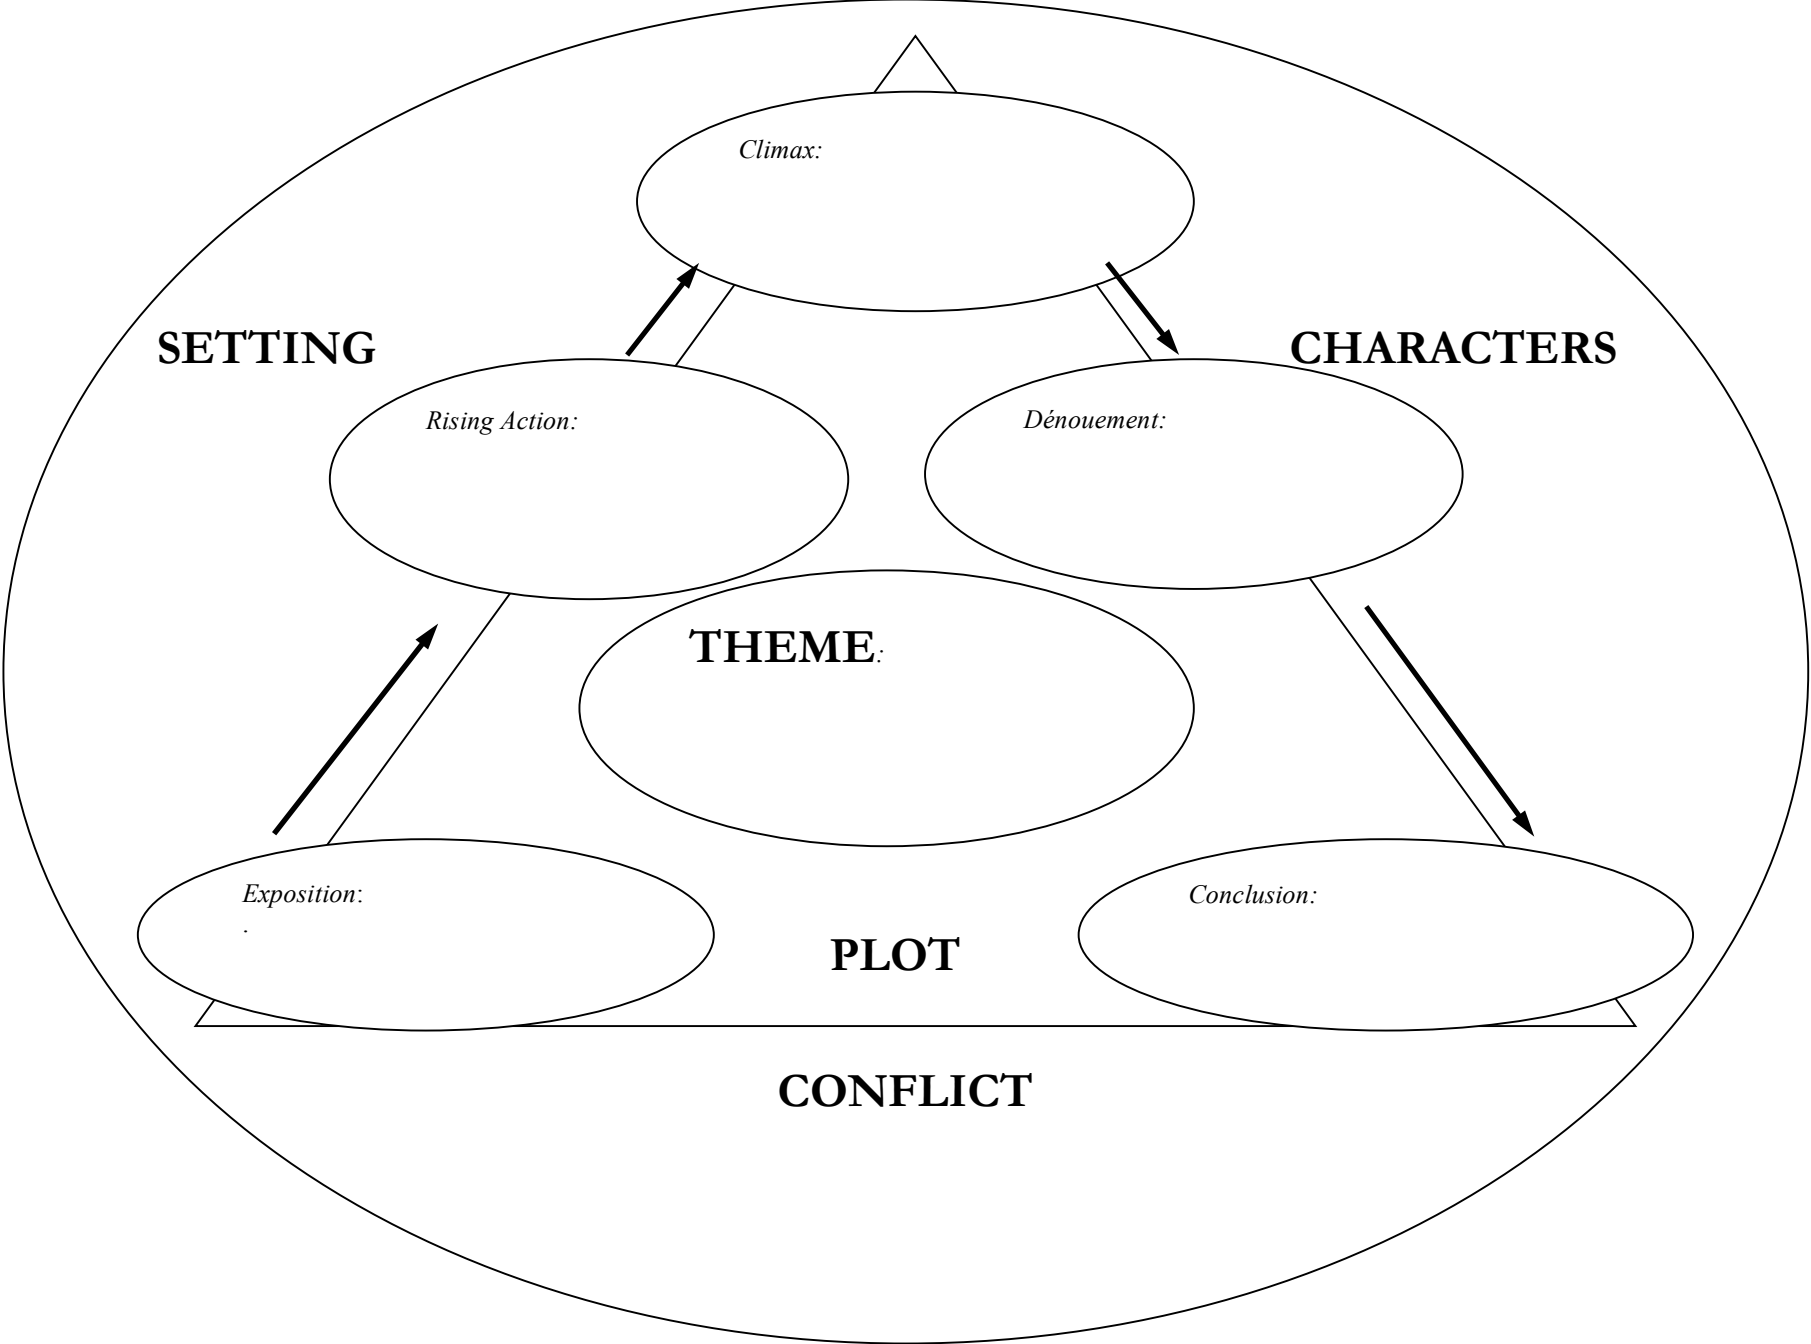 Climax:
SETTING
CHARACTERS
Rising Action:
Dénouement:
THEME:
Exposition:
.
Conclusion:
PLOT
CONFLICT